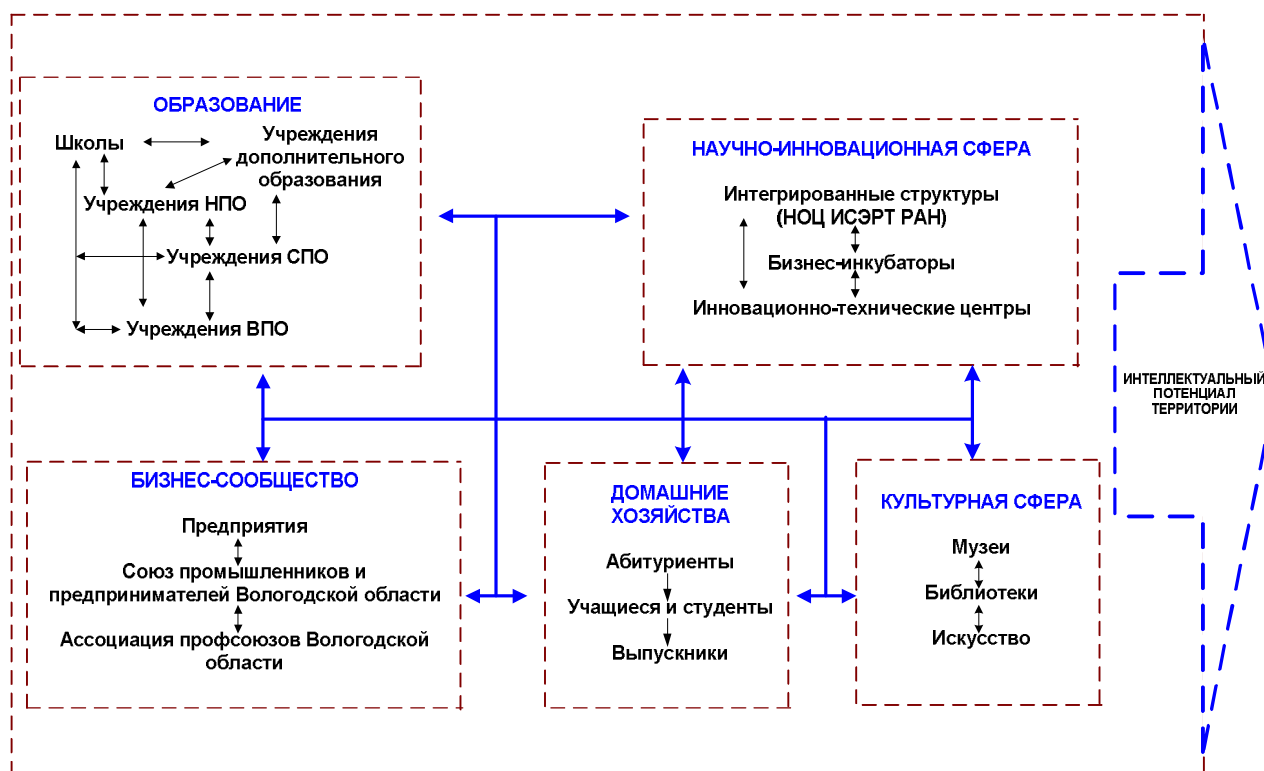 ОБРАЗОВАНИЕ
Школы
Учреждения
дополнительного
образования
Учреждения НПО
Учреждения СПО
Учреждения ВПО
НАУЧНО-ИННОВАЦИОННАЯ СФЕРА
Интегрированные структуры
(НОЦ ИСЭРТ РАН)
Бизнес-инкубаторы
Инновационно-технические центры
ИНТЕЛЛЕКТУАЛЬНЫЙ
ПОТЕНЦИАЛ
ТЕРРИТОРИИ
БИЗНЕС-СООБЩЕСТВО
Предприятия
Союз промышленников и
предпринимателей Вологодской области
Ассоциация профсоюзов Вологодской
области
ДОМАШНИЕ
ХОЗЯЙСТВА
Абитуриенты
Учащиеся и студенты
Выпускники
КУЛЬТУРНАЯ СФЕРА
Музеи
Библиотеки
Искусство